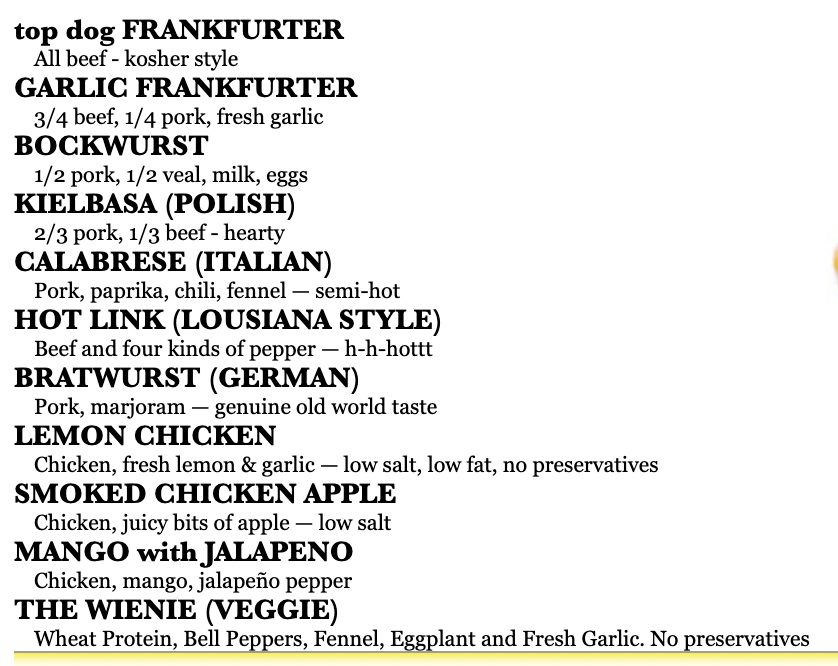 top dog FRANKFURTER
All beef - kosher style
GARLIC FRANKFURTER
3/4 beef, 1/4 pork, fresh garlic
BOCKWURST
1/2 pork, 1/2 veal, milk, eggs
KIELBASA (POLISH)
2/3 pork, 1/3 beef - hearty
CALABRESE (ITALIAN)
Pork, paprika, chili, fennel — semi-hot
HOT LINK (LOUSIANA STYLE)
Beef and four kinds of pepper — h-h-hottt
BRATWURST (GERMAN)
Pork, marjoram — genuine old world taste
LEMON CHICKEN
Chicken, fresh lemon & garlic — low salt, low fat, no preservatives
SMOKED CHICKEN APPLE
Chicken, juicy bits of apple — low salt
MANGO with JALAPENO
Chicken, mango, jalapeño pepper
THE WIENIE (VEGGIE)
Wheat Protein, Bell Peppers, Fennel, Eggplant and Fresh Garlic. No preservatives